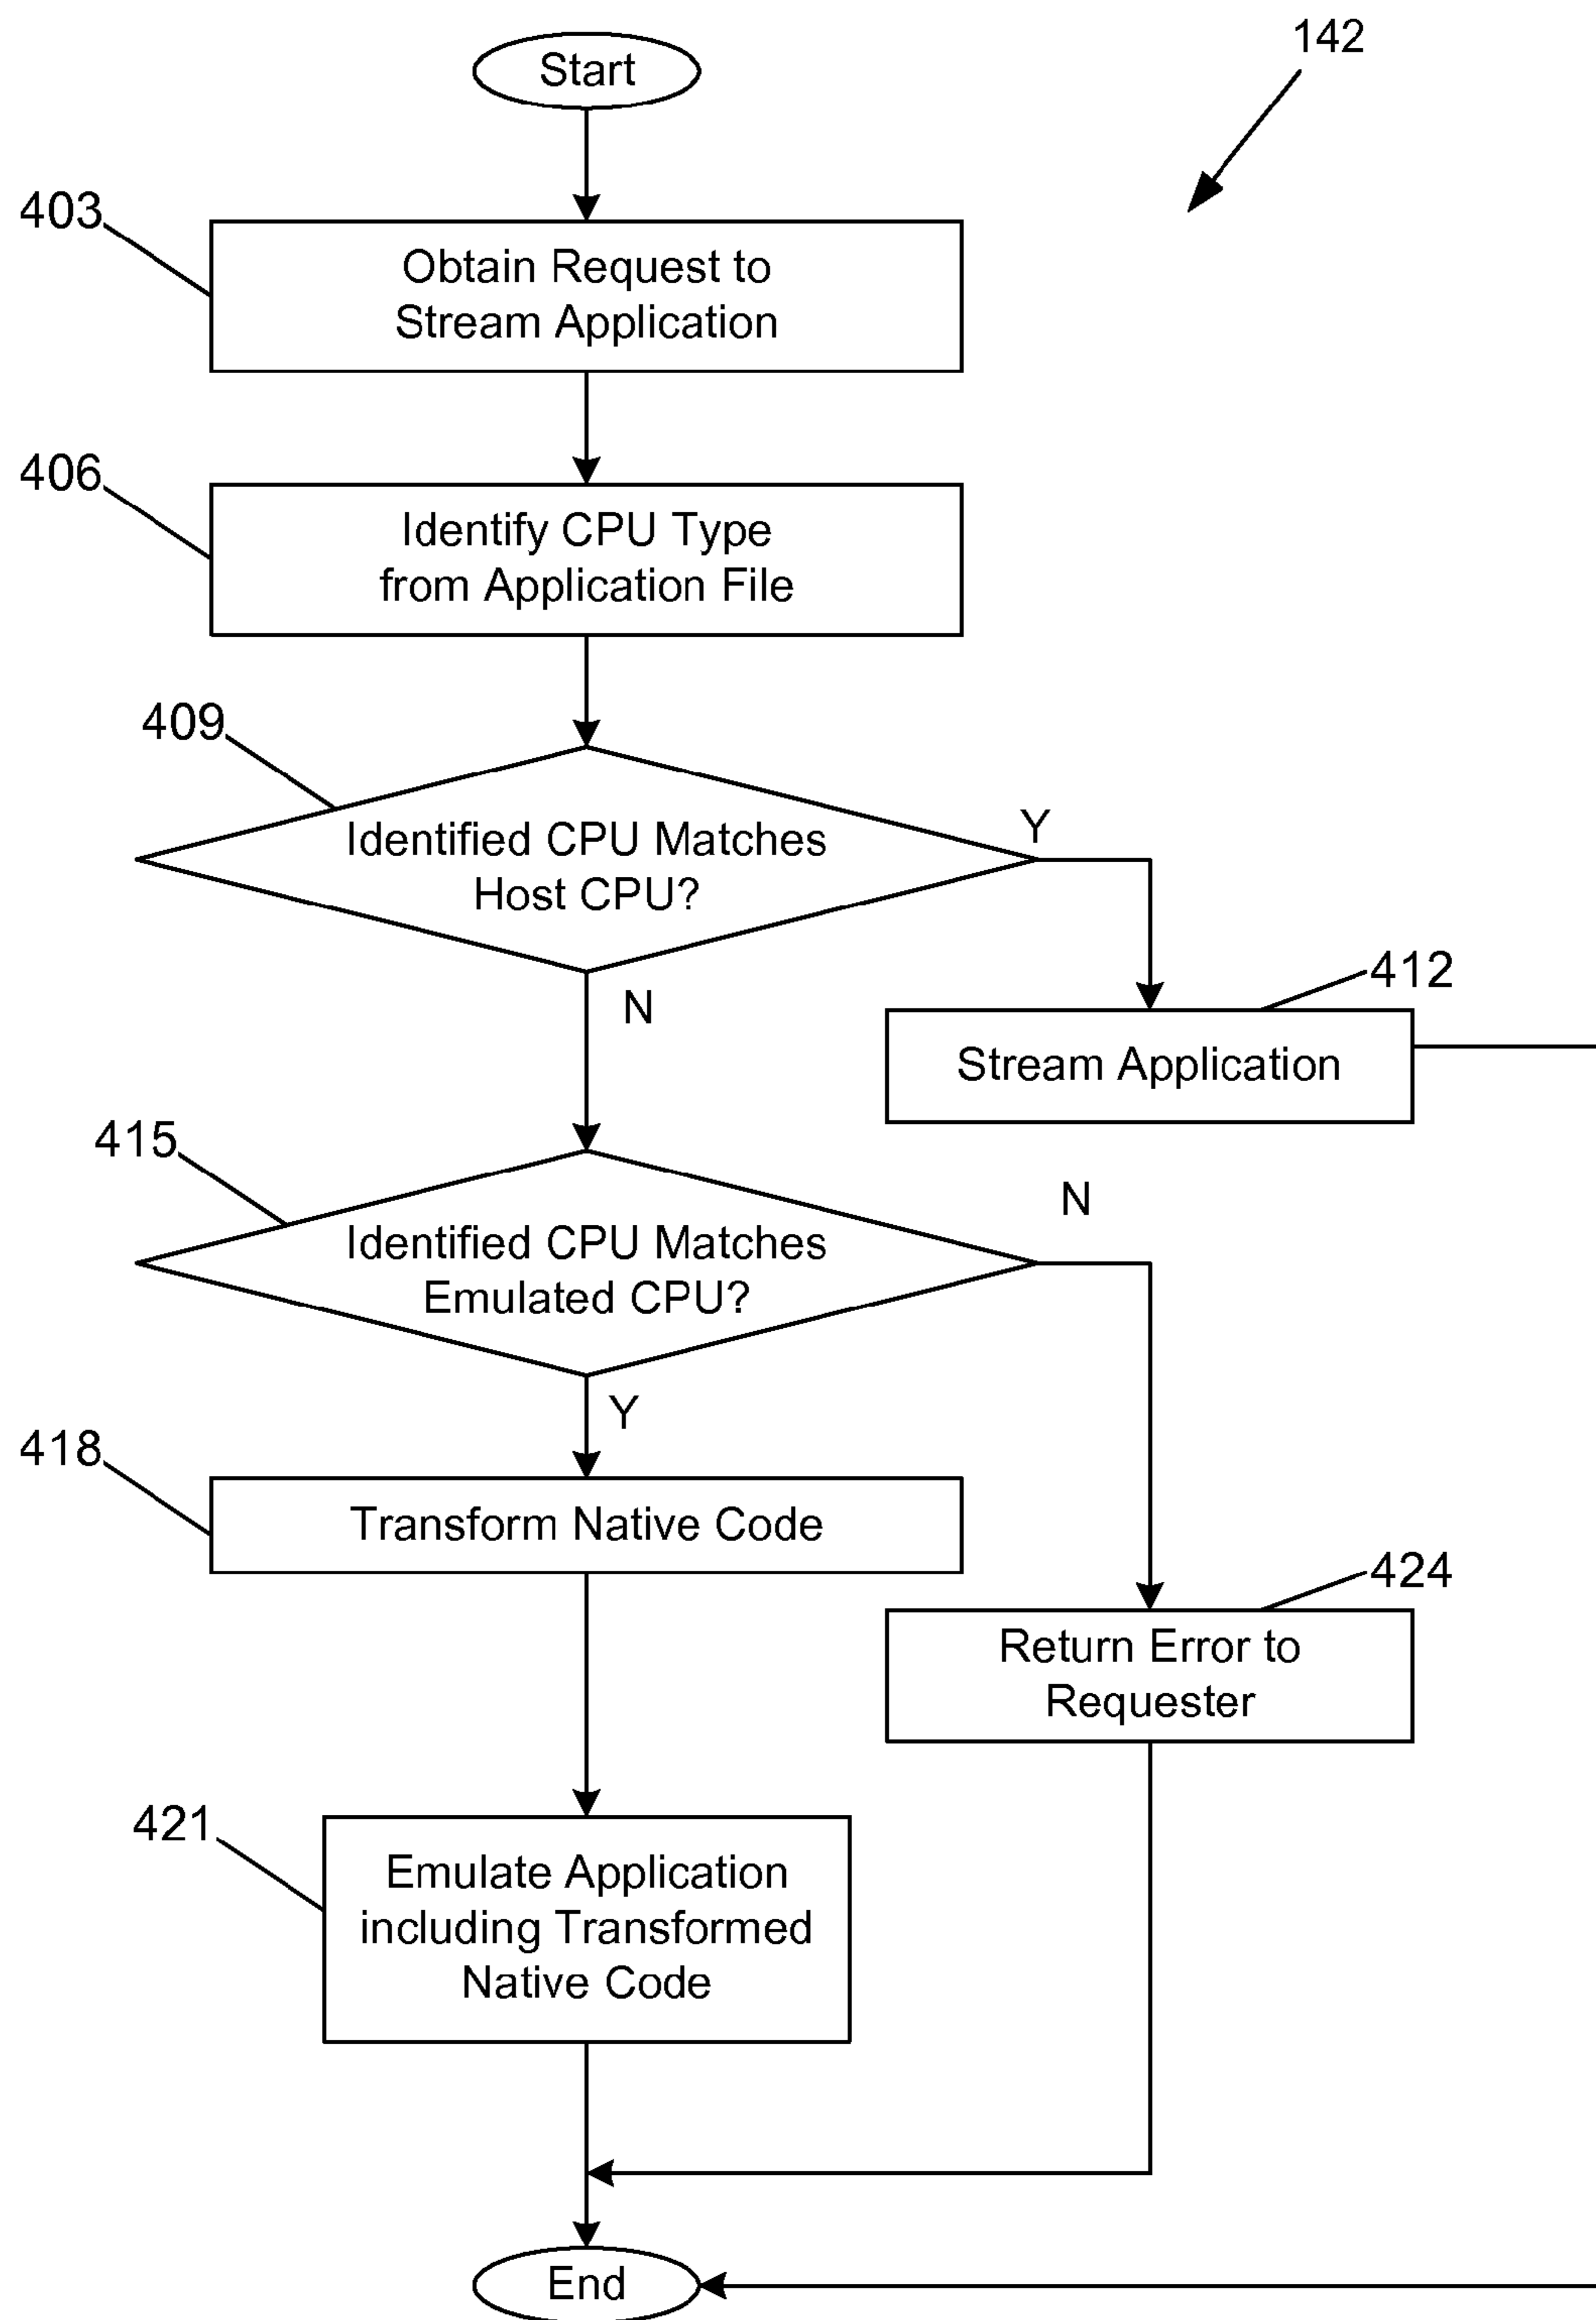 142
Start
403
Obtain Request to
Stream Application
406
Identify CPU Type
from Application File
409
Identified CPU Matches
Host CPU?
Y
N
412
Stream Application
415
Identified CPU Matches
Emulated CPU?
N
Y
418
Transform Native Code
424
Return Error to
Requester
421
Emulate Application
including Transformed
Native Code
End